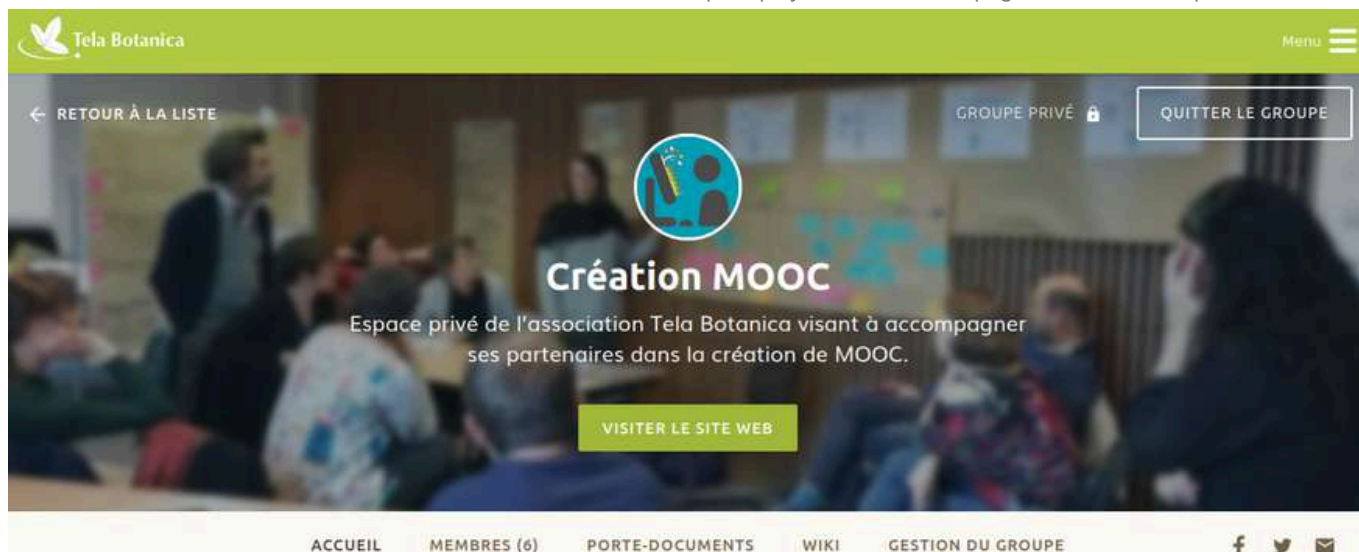 Tela Botanica
Menu
← RETOUR À LA LISTE
GROUPE PRIVÉ
QUITTER LE GROUPE
Création MOOC
Espace privé de l'association Tela Botanica visant à accompagner
ses partenaires dans la création de MOOC.
VISITER LE SITE WEB
ACCUEIL MEMBRES (6) PORTE-DOCUMENTS WIKI GESTION DU GROUPE